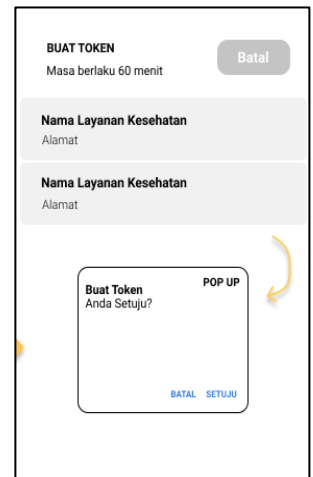 BUAT TOKEN
Masa berlaku 60 menit
Batal
Nama Layanan Kesehatan
Alamat
Nama Layanan Kesehatan
Alamat
POP UP
Buat Token
Anda Setuju?
BATAL SETUJU